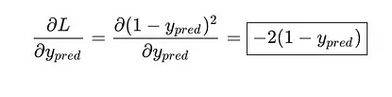 ∂L/∂y_pred = ∂(1 − y_pred)²/∂y_pred = −2(1 − y_pred)